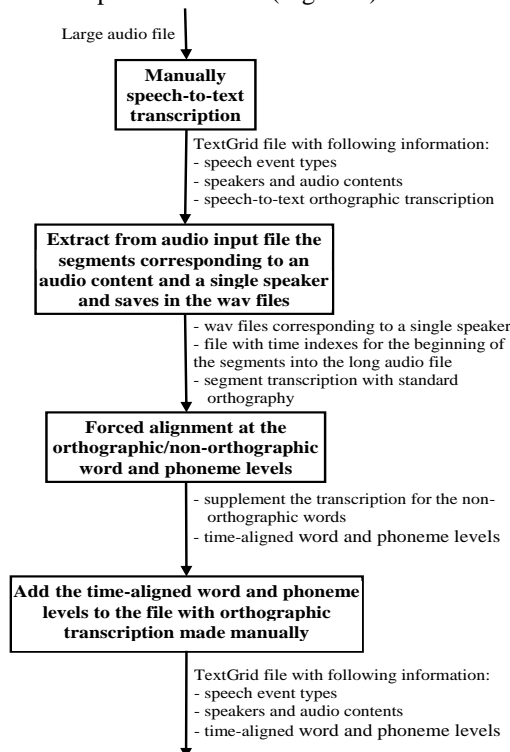 Large audio file
Manually
speech-to-text
transcription
TextGrid file with following information:
- speech event types
- speakers and audio contents
- speech-to-text orthographic transcription
Extract from audio input file the
segments corresponding to an
audio content and a single speaker
and saves in the wav files
- wav files corresponding to a single speaker
- file with time indexes for the beginning of
the segments into the long audio file
- segment transcription with standard
orthography
Forced alignment at the
orthographic/non-orthographic
word and phoneme levels
- supplement the transcription for the non-
orthographic words
- time-aligned word and phoneme levels
Add the time-aligned word and phoneme
levels to the file with orthographic
transcription made manually
TextGrid file with following information:
- speech event types
- speakers and audio contents
- time-aligned word and phoneme levels